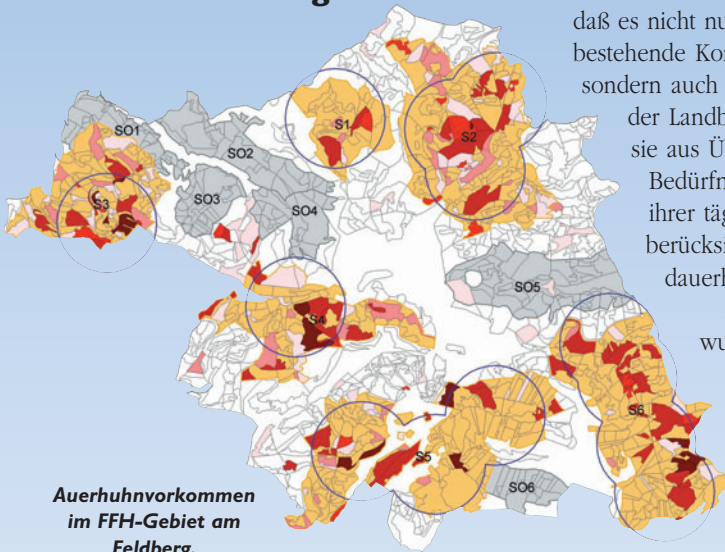 daß es nicht nu
bestehende Ko
sondern auch
der Landb
sie aus Ü
Bedürfn
ihrer täg
berücksi
dauerh
wu
SO1
SO2
SO3
SO4
S1
S2
S3
S4
SO5
S5
S6
SO6
Auerhuhnvorkommen
im FFH-Gebiet am
Feldberg.